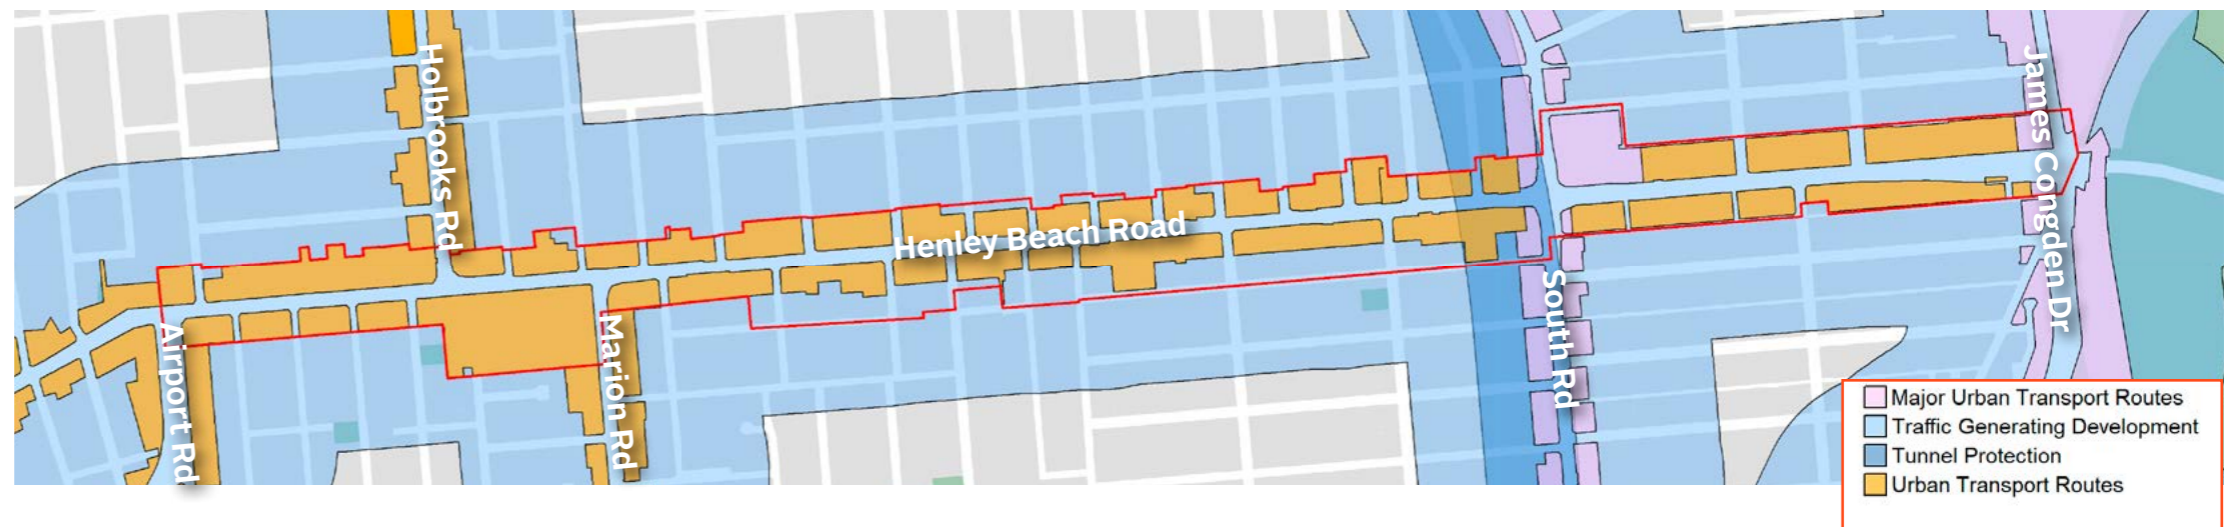 Holbrooks Rd
James Congden Dr
Henley Beach Road
South Rd
Airport Rd
Marion Rd
Major Urban Transport Routes
Traffic Generating Development
Tunnel Protection
Urban Transport Routes